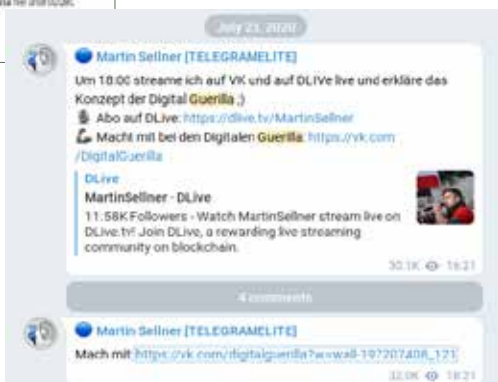 July 23, 2020
Martin Sellner [TELEGRAMELITE]
Um 18:00 streame ich auf VK und auf DLIVe live und erkläre das
Konzept der Digital Guerilla ;)
Abo auf DLive: https://dlive.tv/MartinSellner
Macht mit bei den Digitalen Guerilla: https://vk.com
/DigitalGuerilla
DLive
MartinSellner · DLive
11.58K Followers - Watch MartinSellner stream live on
DLive.tv! Join DLive, a rewarding live streaming
community on blockchain.
30.1K 16:21
4 comments
Martin Sellner [TELEGRAMELITE]
Mach mit https://vk.com/digitalguerilla?w=wall-197207408_121
32.0K 18:21